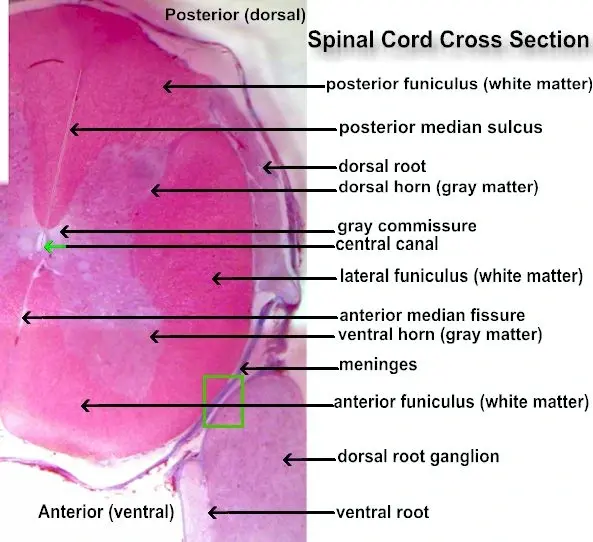 Posterior (dorsal)
Spinal Cord Cross Section
posterior funiculus (white matter)
posterior median sulcus
dorsal root
dorsal horn (gray matter)
gray commissure
central canal
lateral funiculus (white matter)
anterior median fissure
ventral horn (gray matter)
meninges
anterior funiculus (white matter)
dorsal root ganglion
Anterior (ventral)
ventral root